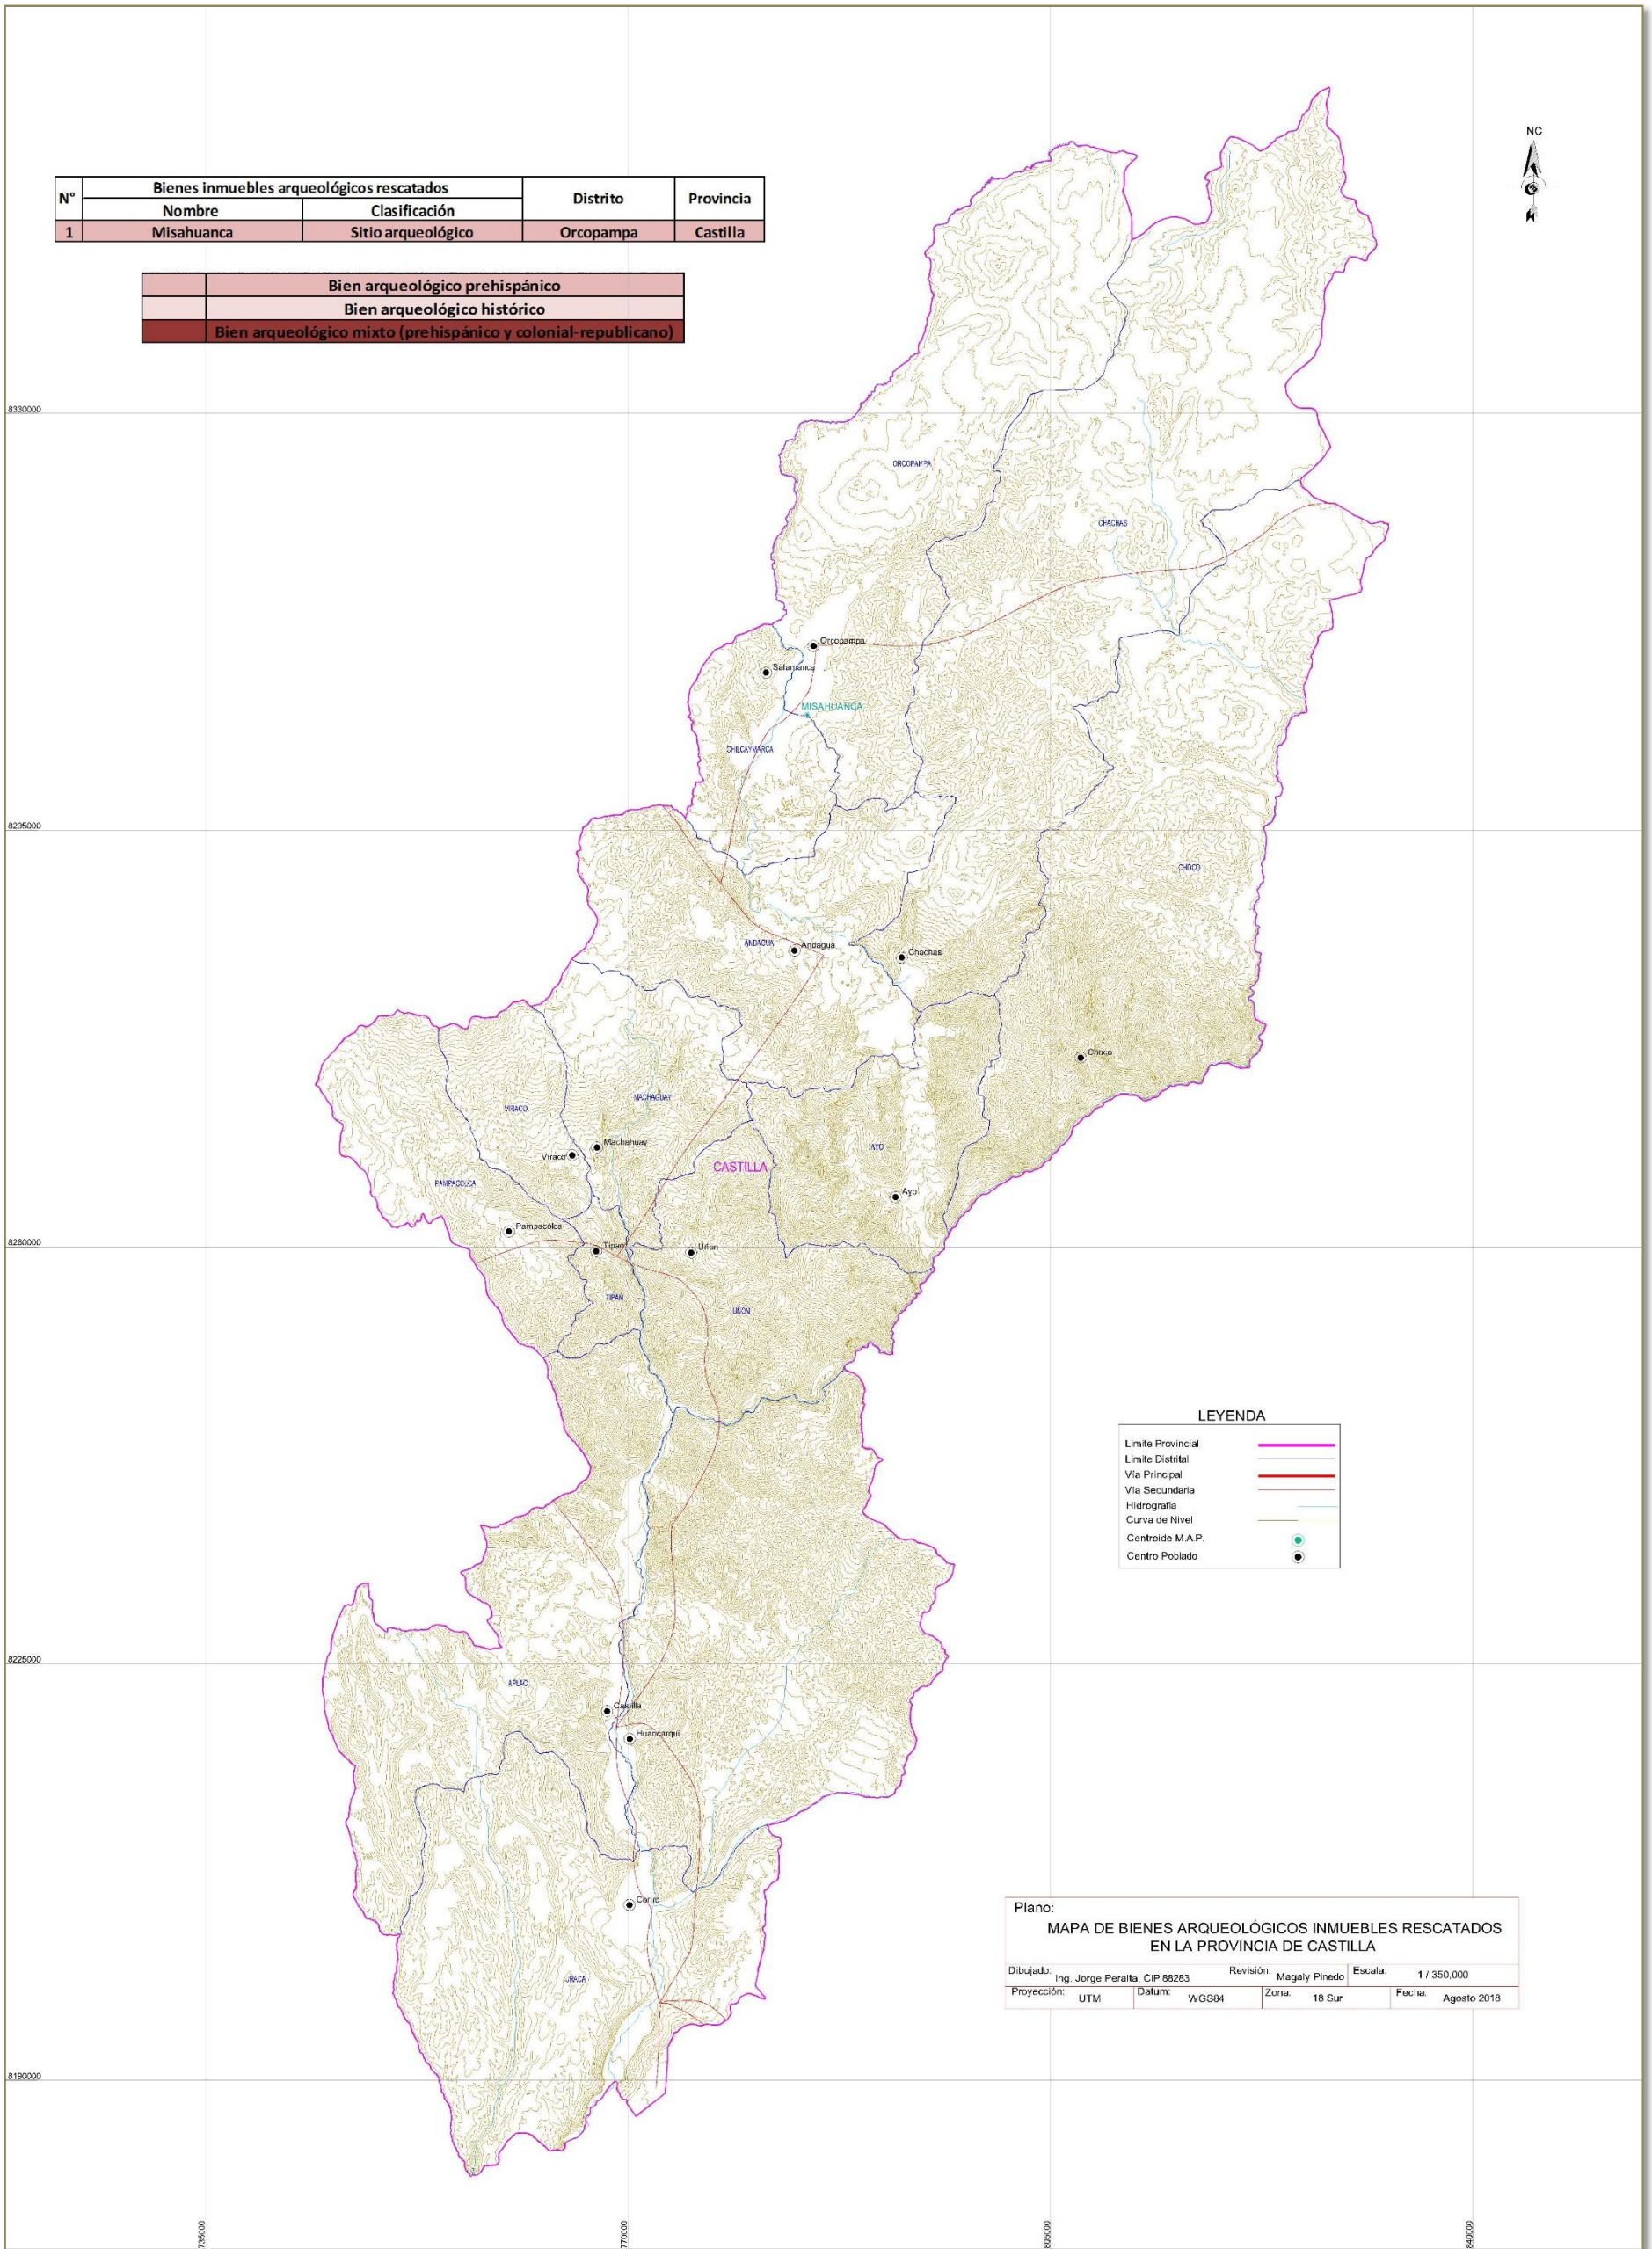 NC
N° Bienes inmuebles arqueológicos rescatados Distrito Provincia
Nombre Clasificación
1 Misahuanca Sitio arqueológico Orcopampa Castilla
Bien arqueológico prehispánico
Bien arqueológico histórico
Bien arqueológico mixto (prehispánico y colonial-republicano)
8330000
ORCOPAMPA
CHACHAS
Orcopampa
Salamanca
MISAHUANCA
CHILCAYMARCA
8295000
CHOCO
ANDAGUA
Andagua
Chachas
Choco
MACHAGUAY
VIRACO
Machahuay
Viraco
AYO
CASTILLA
PAMPACOLCA
Ayo
Pampacolca
8260000
Tipan
Uñon
TIPAN
UÑON
LEYENDA
Limite Provincial
Limite Distrital
Vía Principal
Vía Secundaria
Hidrografía
Curva de Nivel
Centroide M.A.P.
Centro Poblado
8225000
APLAO
Castilla
Huancarqui
Corire
URACA
Plano:
MAPA DE BIENES ARQUEOLÓGICOS INMUEBLES RESCATADOS
EN LA PROVINCIA DE CASTILLA
Dibujado: Ing. Jorge Peralta, CIP 88283 Revisión: Magaly Pinedo Escala: 1 / 350,000
Proyección: UTM Datum: WGS84 Zona: 18 Sur Fecha: Agosto 2018
8190000
735000
770000
805000
840000